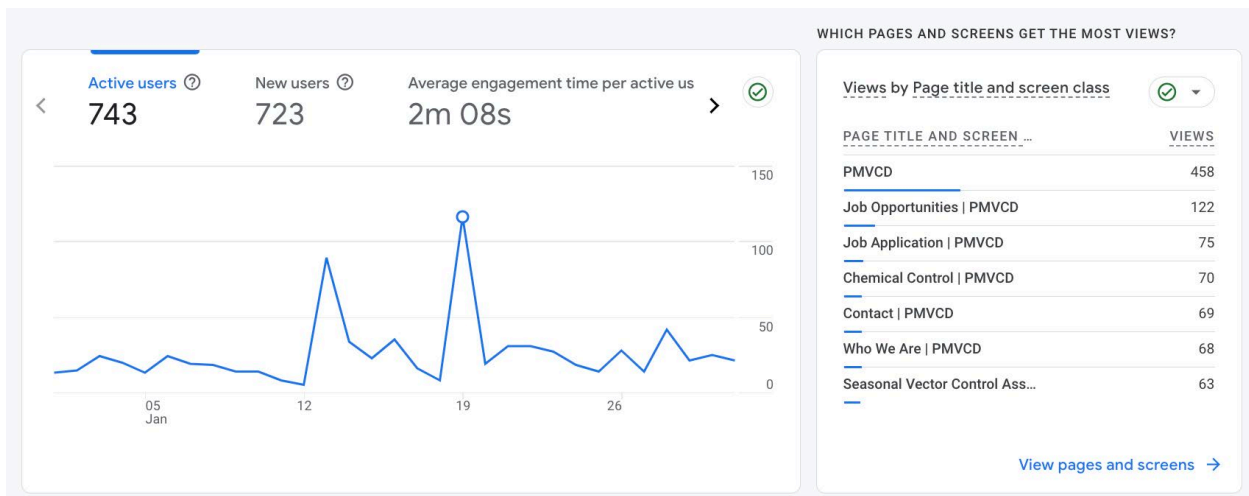 WHICH PAGES AND SCREENS GET THE MOST VIEWS?
Active users
743
New users
723
Average engagement time per active us
2m 08s
150
100
50
0
05
Jan
12
19
26
Views by Page title and screen class
PAGE TITLE AND SCREEN … VIEWS
PMVCD 458
Job Opportunities | PMVCD 122
Job Application | PMVCD 75
Chemical Control | PMVCD 70
Contact | PMVCD 69
Who We Are | PMVCD 68
Seasonal Vector Control Ass... 63
View pages and screens